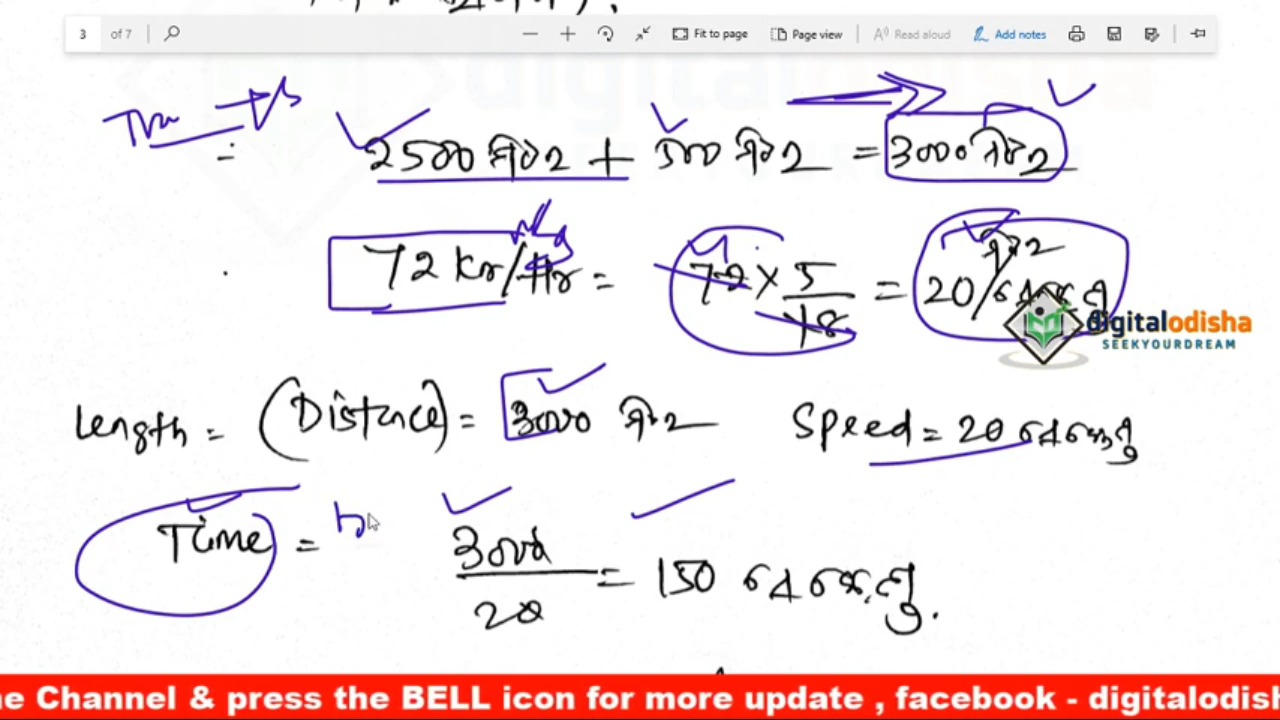 3 of 7 Fit to page Page view Read aloud Add notes
2500 ମିଟର + 500 ମିଟର = 3000 ମିଟର
72 Km/Hr = 72 × 5/18 = 20 ମିଟର/ସେକେଣ୍ଡ
digitalodisha
SEEKYOURDREAM
Length = (Distance) = 3000 ମିଟର Speed = 20 ସେକେଣ୍ଡ
Time = 3000/20 = 150 ସେକେଣ୍ଡ.
he Channel & press the BELL icon for more update , facebook - digitalodish